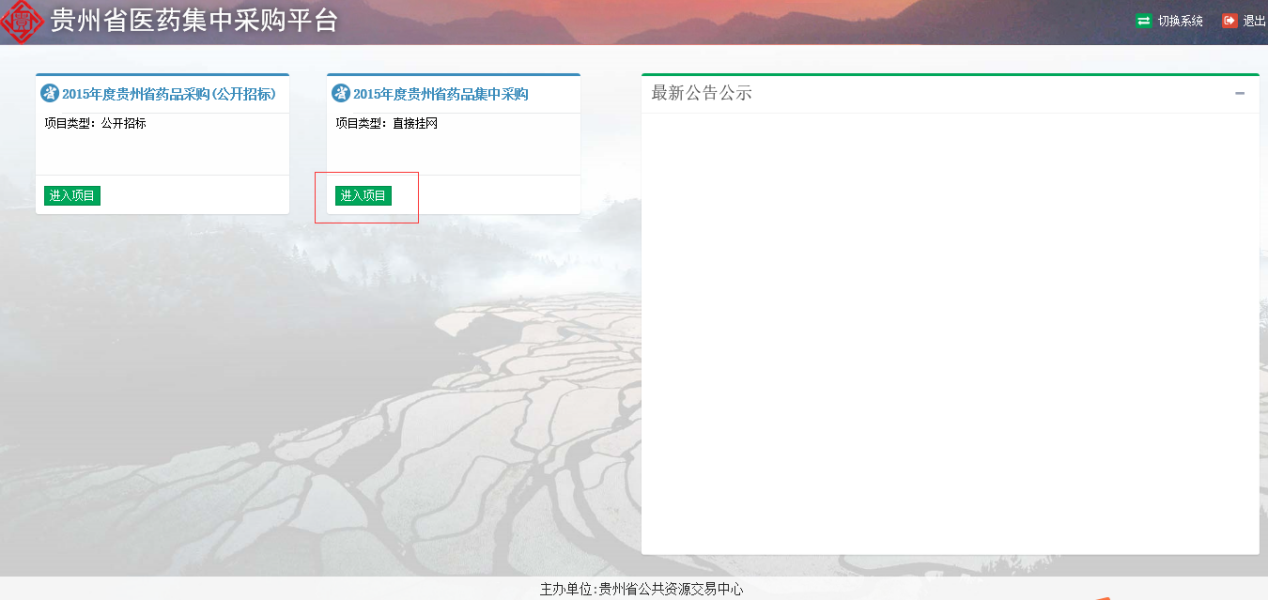 贵州省医药集中采购平台
切换系统 退出
2015年度贵州省药品采购(公开招标)
项目类型：公开招标
进入项目
2015年度贵州省药品集中采购
项目类型：直接挂网
进入项目
最新公告公示
主办单位:贵州省公共资源交易中心